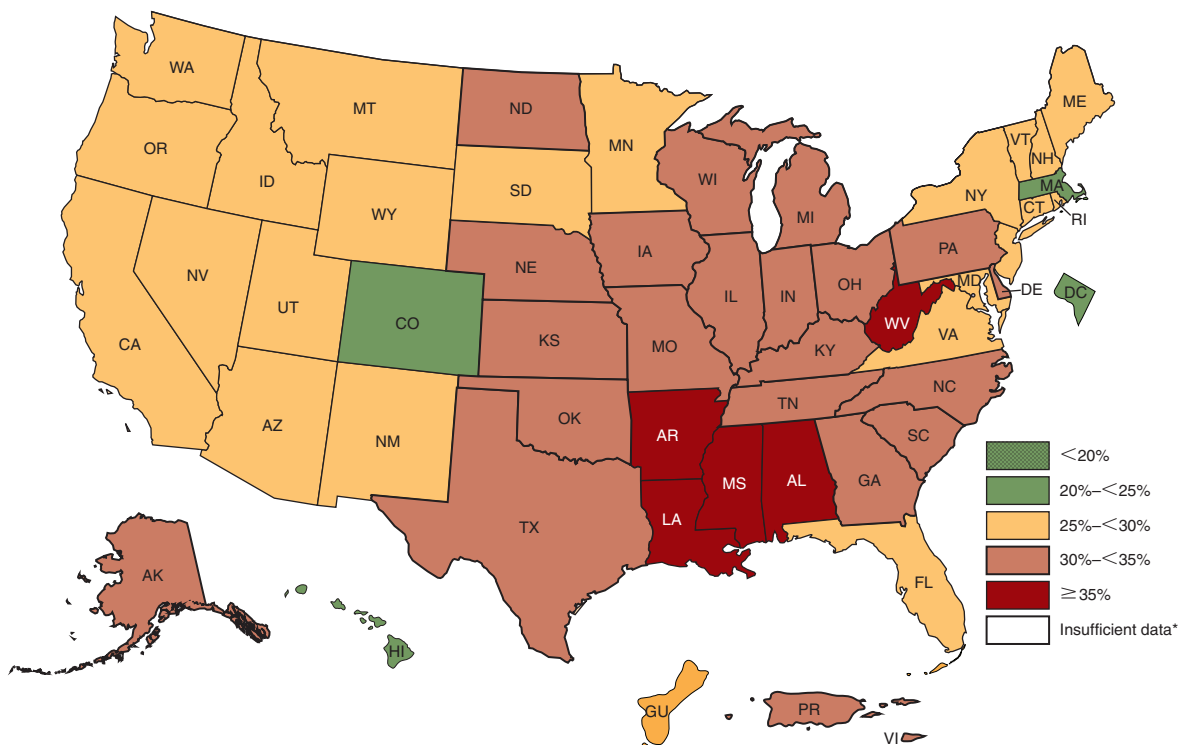 WA
MT
ND
MN
ME
OR
ID
SD
WI
VT
NH
WY
MI
NY
MA
CT
RI
NV
UT
CO
NE
IA
IL
IN
OH
PA
MD
DE
DC
CA
KS
MO
KY
WV
VA
AZ
NM
OK
AR
TN
NC
SC
TX
LA
MS
AL
GA
FL
AK
HI
GU
PR
VI
<20%
20%–<25%
25%–<30%
30%–<35%
≥35%
Insufficient data*